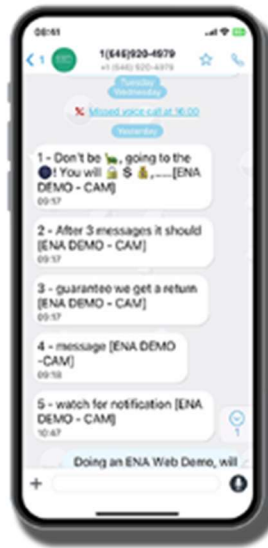 08:41
1
1(646)920-4979
+1 (646) 920-4979
Tuesday
Wednesday
Missed voice call at 16:00
Yesterday
1 - Don't be 🐍, going to the
! You will 🔒 $ 💰,.....[ENA
DEMO - CAM]
09:17
2 - After 3 messages it should
[ENA DEMO - CAM]
09:17
3 - guarantee we get a return
[ENA DEMO - CAM]
09:17
4 - message [ENA DEMO
-CAM]
09:18
5 - watch for notification [ENA
DEMO - CAM]
10:47
1
Doing an ENA Web Demo, will